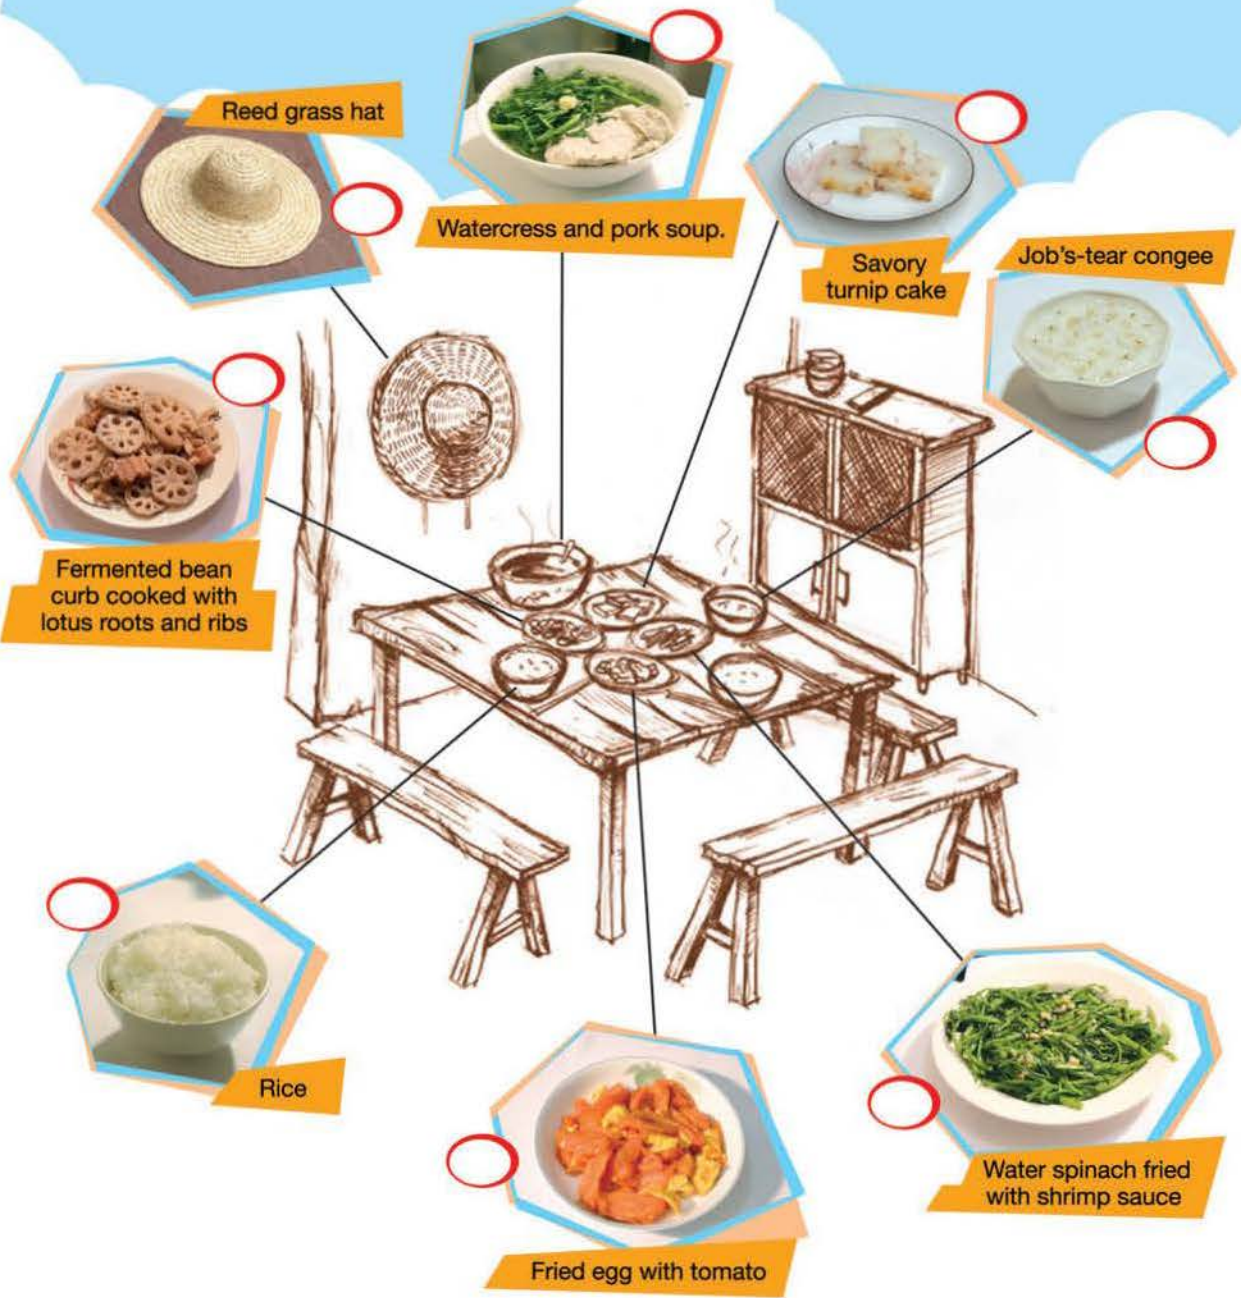 Reed grass hat
Watercress and pork soup.
Savory
turnip cake
Job's-tear congee
Fermented bean
curb cooked with
lotus roots and ribs
Rice
Water spinach fried
with shrimp sauce
Fried egg with tomato